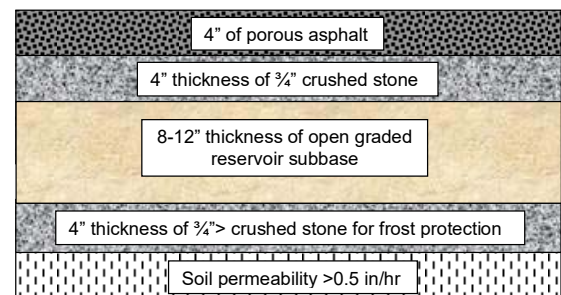 4” of porous asphalt
4” thickness of ¾” crushed stone
8-12” thickness of open graded
reservoir subbase
4” thickness of ¾”> crushed stone for frost protection
Soil permeability >0.5 in/hr